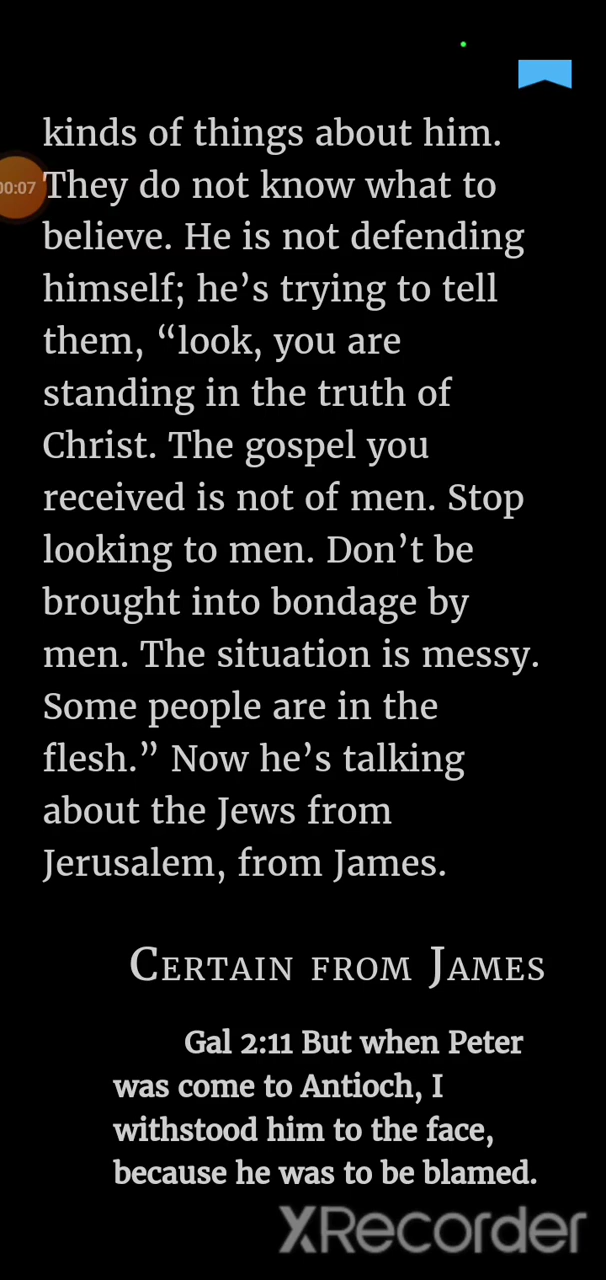 kinds of things about him.
00:07
They do not know what to
believe. He is not defending
himself; he’s trying to tell
them, “look, you are
standing in the truth of
Christ. The gospel you
received is not of men. Stop
looking to men. Don’t be
brought into bondage by
men. The situation is messy.
Some people are in the
flesh.” Now he’s talking
about the Jews from
Jerusalem, from James.
Certain from James
Gal 2:11 But when Peter
was come to Antioch, I
withstood him to the face,
because he was to be blamed.
XRecorder